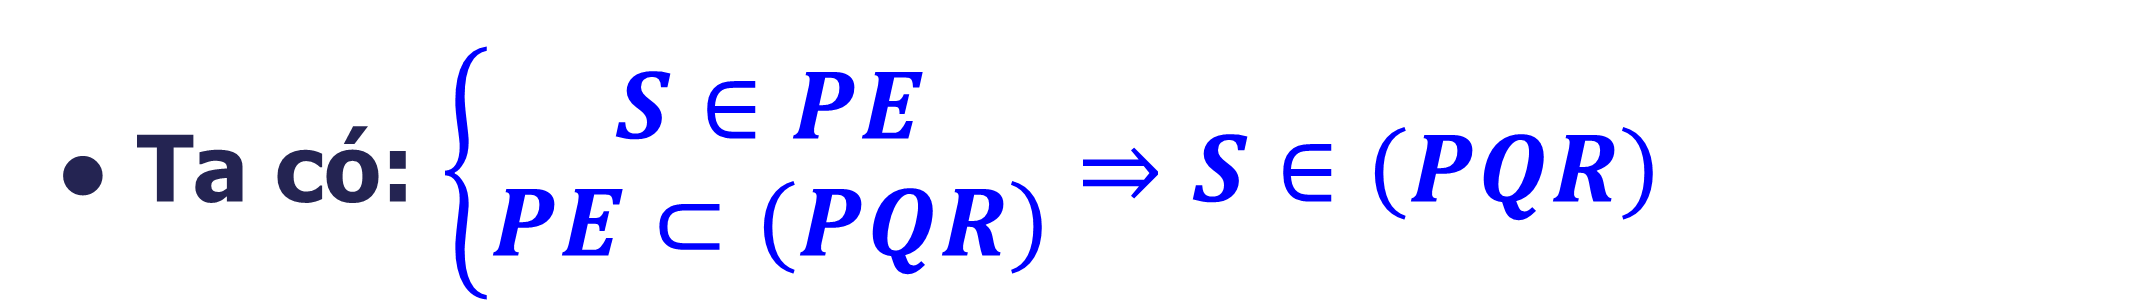 • Ta có: { S ∈ PE
PE ⊂ (PQR) ⇒ S ∈ (PQR)